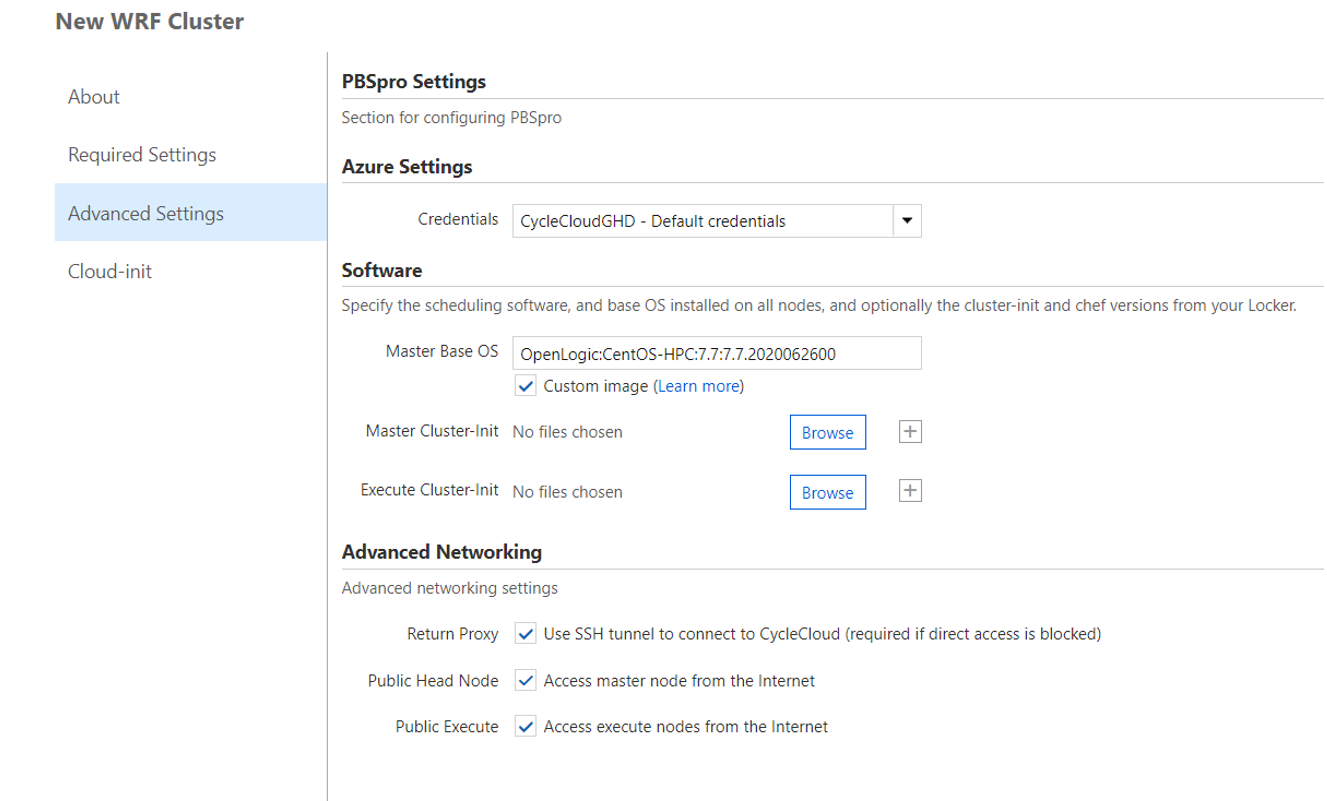 New WRF Cluster
About
Required Settings
Advanced Settings
Cloud-init
PBSpro Settings
Section for configuring PBSpro
Azure Settings
Credentials CycleCloudGHD - Default credentials
Software
Specify the scheduling software, and base OS installed on all nodes, and optionally the cluster-init and chef versions from your Locker.
Master Base OS OpenLogic:CentOS-HPC:7.7:7.7.2020062600
Custom image (Learn more)
Master Cluster-Init No files chosen Browse
Execute Cluster-Init No files chosen Browse
Advanced Networking
Advanced networking settings
Return Proxy Use SSH tunnel to connect to CycleCloud (required if direct access is blocked)
Public Head Node Access master node from the Internet
Public Execute Access execute nodes from the Internet